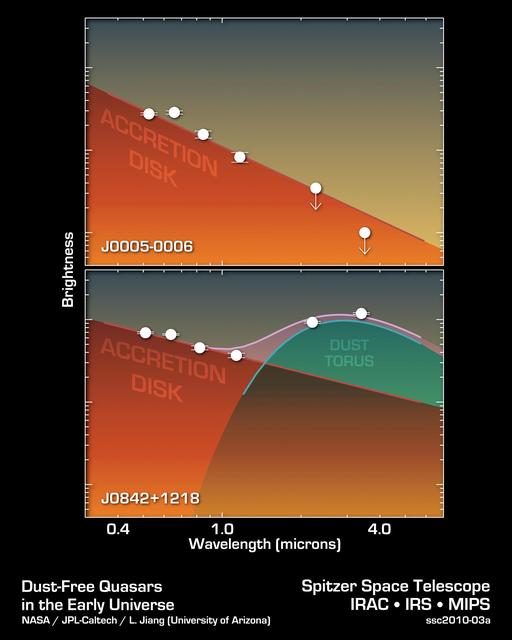 ACCRETION
DISK
J0005-0006
Brightness
ACCRETION
DISK
DUST
TORUS
J0842+1218
0.4 1.0 4.0
Wavelength (microns)
Dust-Free Quasars
in the Early Universe
NASA / JPL-Caltech / L. Jiang (University of Arizona)
Spitzer Space Telescope
IRAC • IRS • MIPS
ssc2010-03a